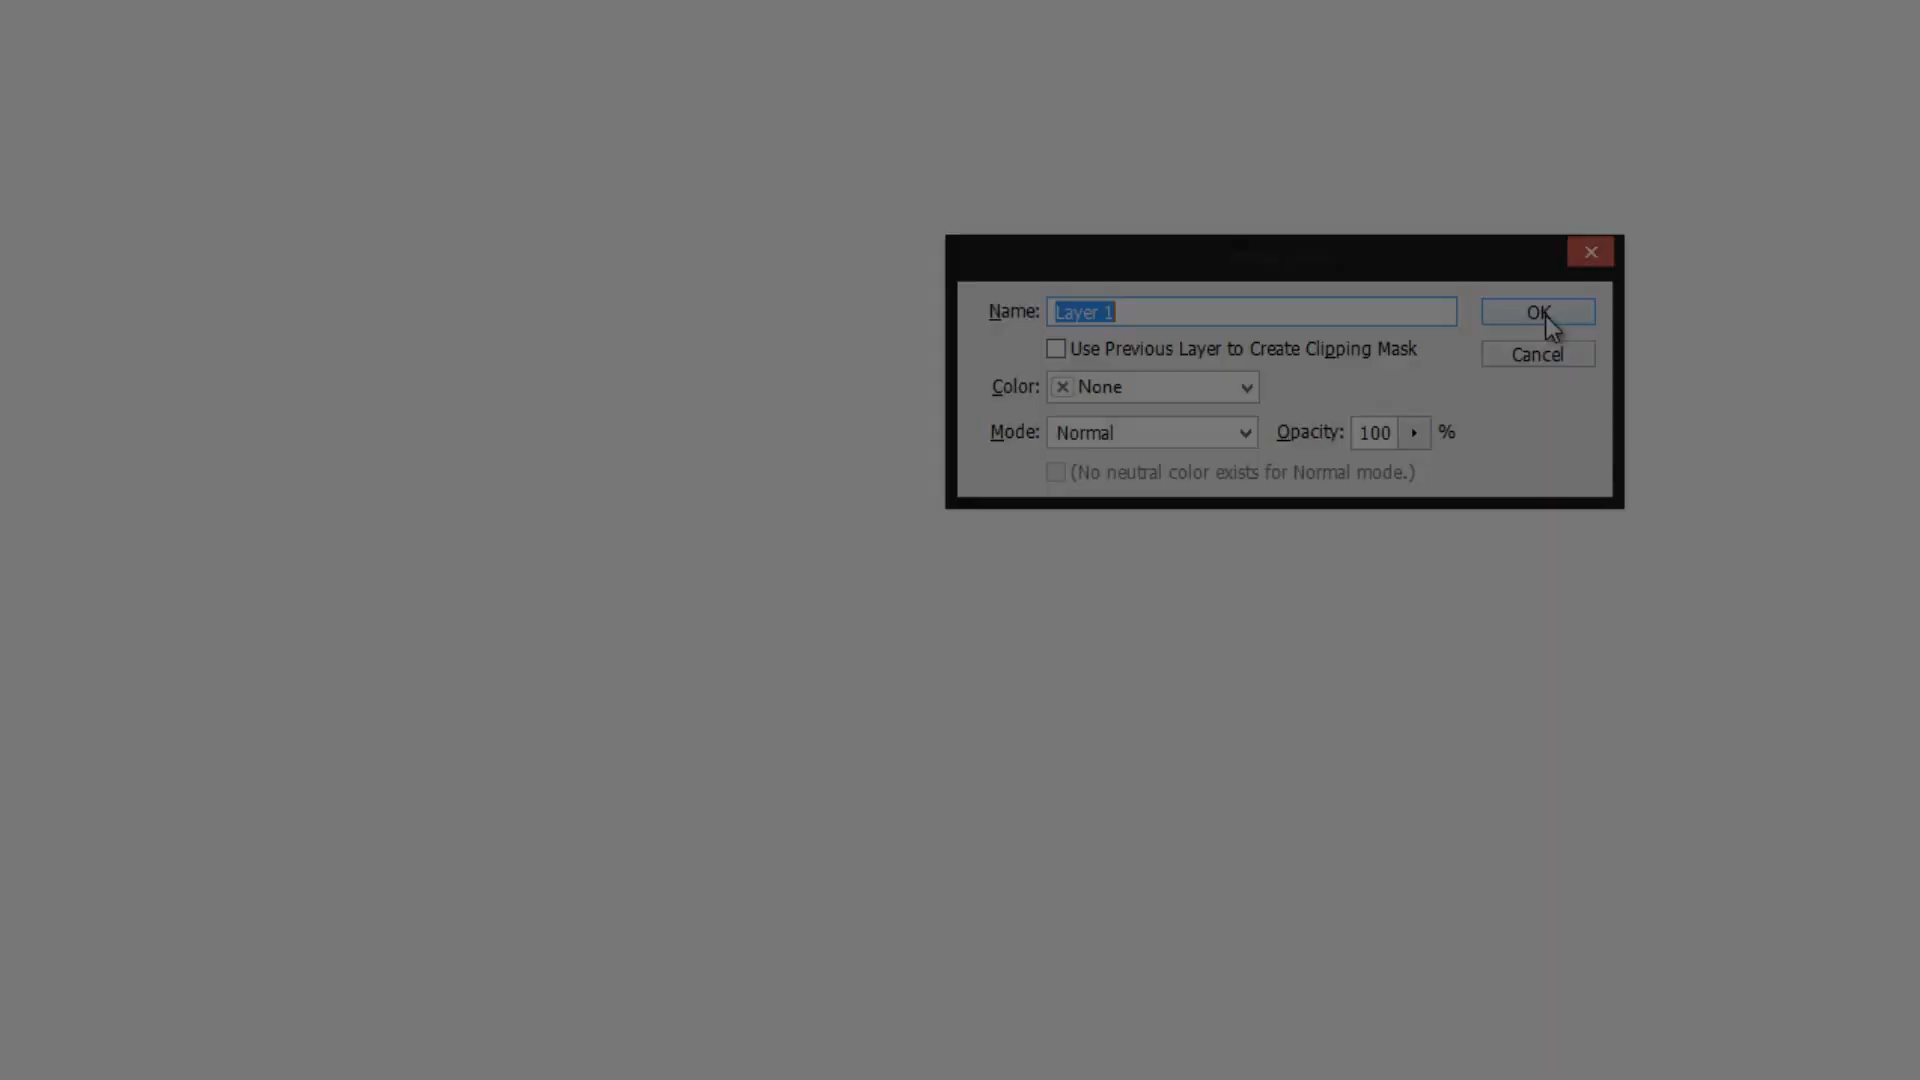 Name: Layer 1 OK
Use Previous Layer to Create Clipping Mask
Cancel
Color: None
Mode: Normal Opacity: 100 %
(No neutral color exists for Normal mode.)